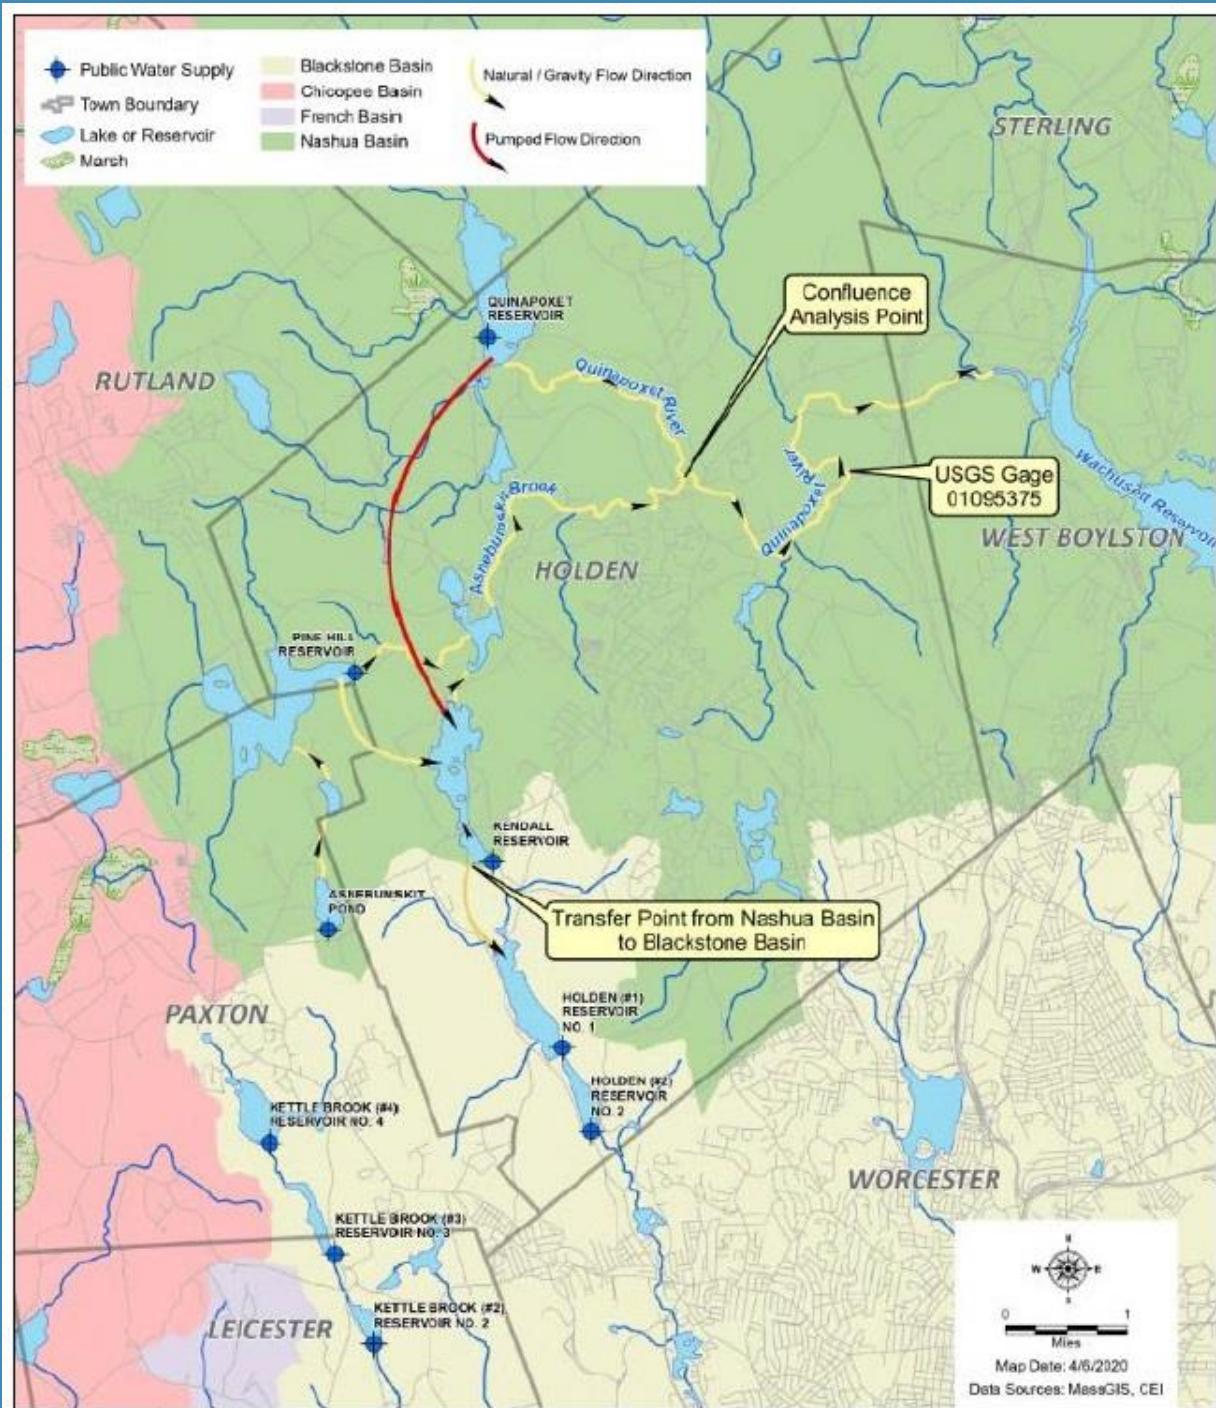 Public Water Supply
Town Boundary
Lake or Reservoir
Marsh
Blackstone Basin
Chicopee Basin
French Basin
Nashua Basin
Natural / Gravity Flow Direction
Pumped Flow Direction
STERLING
QUINAPOXET
RESERVOIR
Confluence
Analysis Point
RUTLAND
Quinapoxet River
Quinapoxet River
USGS Gage
01095375
Wachusett Reservoir
WEST BOYLSTON
Asnebumskit Brook
HOLDEN
PINE HILL
RESERVOIR
KENDALL
RESERVOIR
ASNEBUMSKIT
POND
Transfer Point from Nashua Basin
to Blackstone Basin
PAXTON
HOLDEN (#1)
RESERVOIR
NO. 1
HOLDEN (#2)
RESERVOIR
NO. 2
KETTLE BROOK (#4)
RESERVOIR NO. 4
WORCESTER
KETTLE BROOK (#3)
RESERVOIR NO. 3
KETTLE BROOK (#2)
RESERVOIR NO. 2
LEICESTER
N
W E
S
0 1
Miles
Map Date: 4/6/2020
Data Sources: MassGIS, CEI